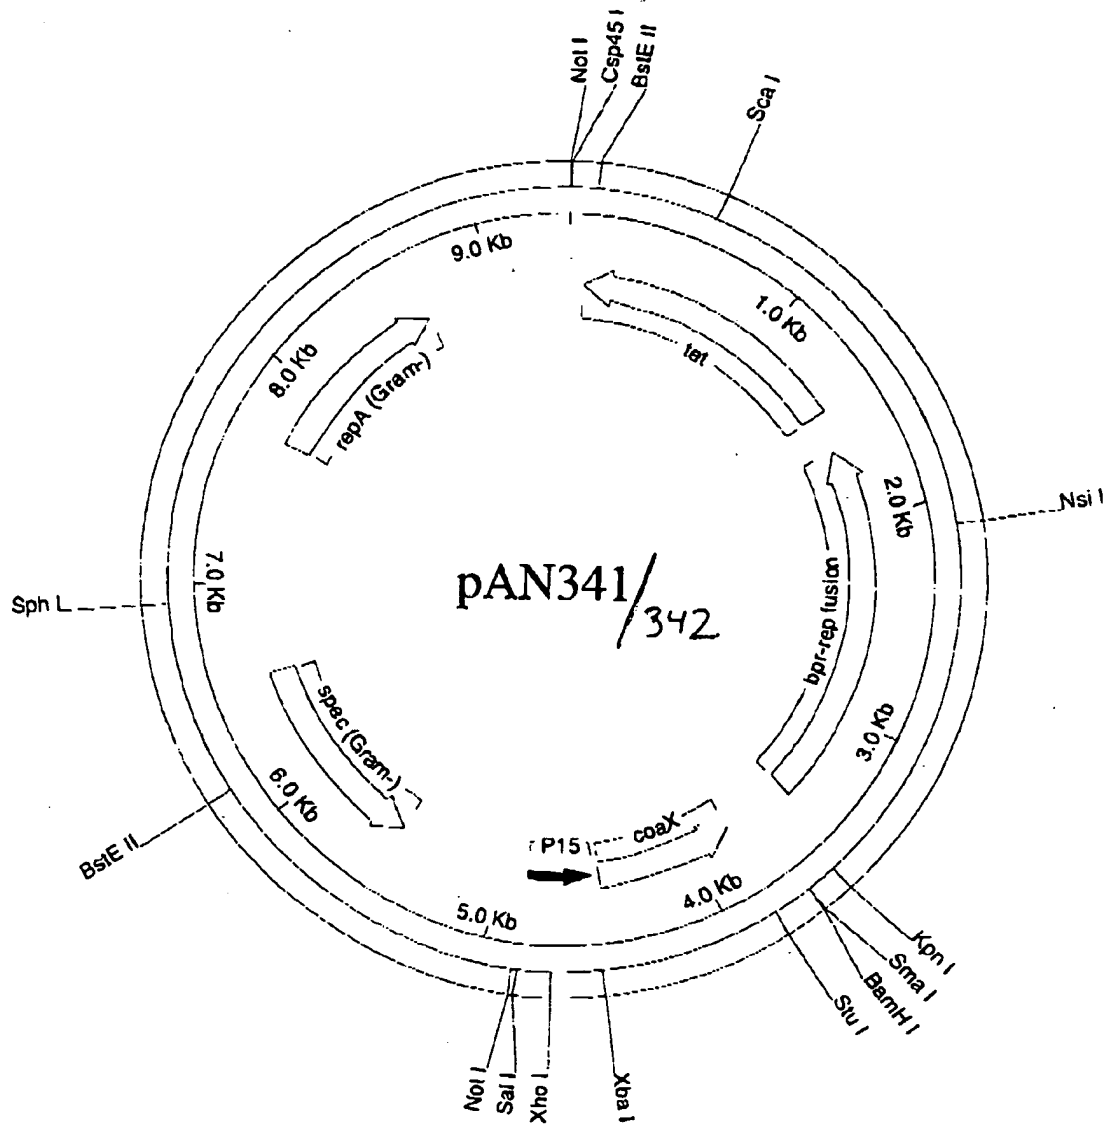 Not I
Csp45 I
BstE II
Sca I
9.0 Kb
1.0 Kb
tet
8.0 Kb
repA (Gram-)
2.0 Kb
Nsi I
pAN341/342
bpr-rep fusion
7.0 Kb
Sph I
spec (Gram-)
3.0 Kb
6.0 Kb
BstE II
P15
coaX
4.0 Kb
5.0 Kb
Kpn I
Sma I
BamH I
Stu I
Not I
Sal I
Xho I
Xba I